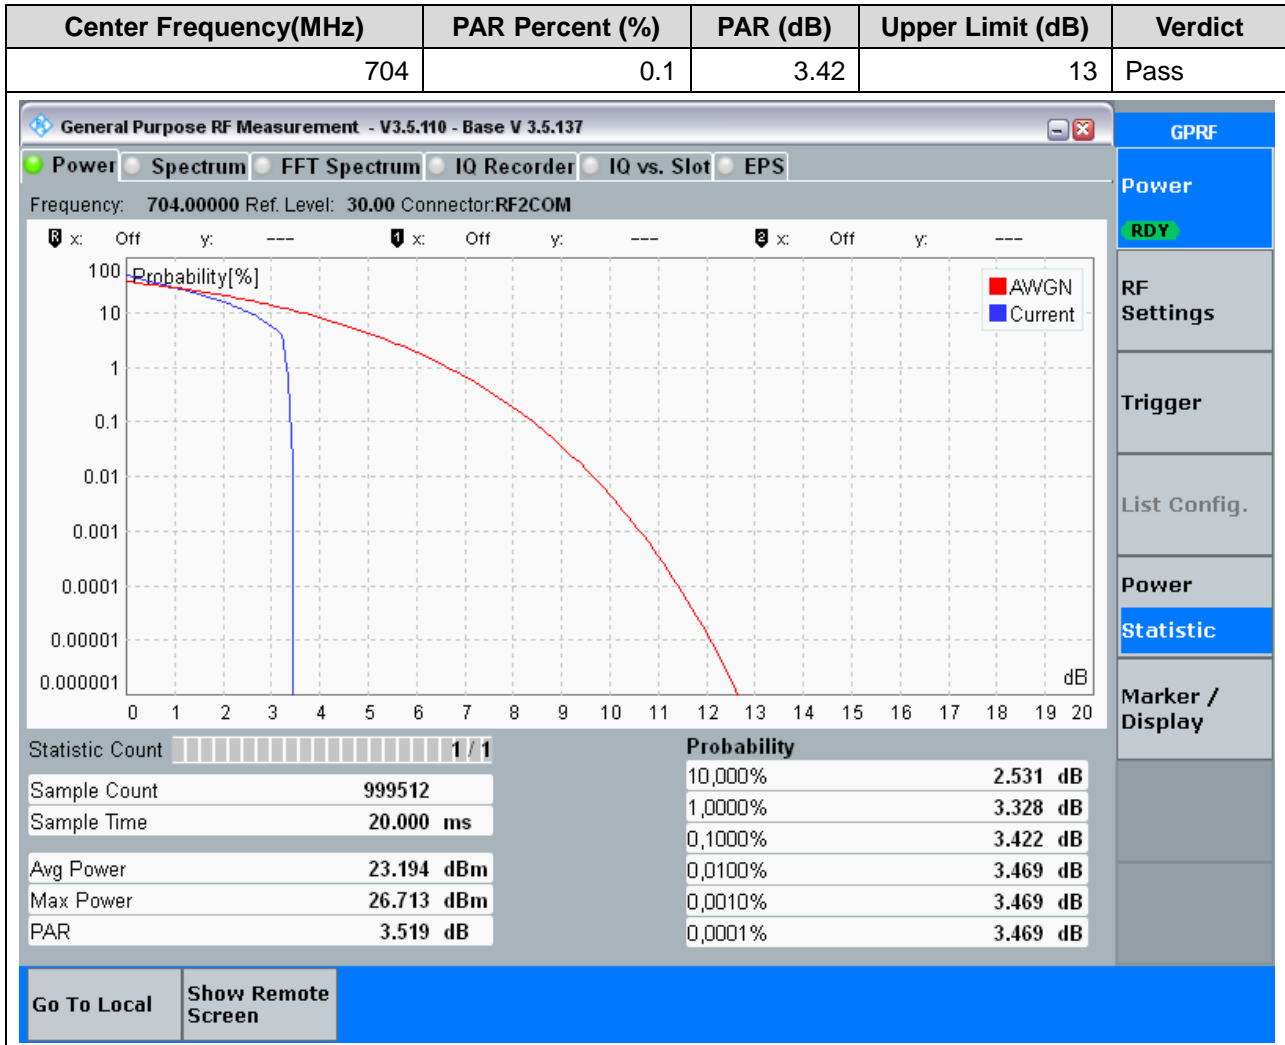 Center Frequency(MHz) PAR Percent (%) PAR (dB) Upper Limit (dB) Verdict
704 0.1 3.42 13 Pass
General Purpose RF Measurement - V3.5.110 - Base V 3.5.137
GPRF
Power Spectrum FFT Spectrum IQ Recorder IQ vs. Slot EPS
Frequency: 704.00000 Ref. Level: 30.00 Connector:RF2COM
R x: Off y: --- 1 x: Off y: --- 2 x: Off y: ---
Probability[%]
100
10
1
0.1
0.01
0.001
0.0001
0.00001
0.000001
AWGN
Current
dB
0 1 2 3 4 5 6 7 8 9 10 11 12 13 14 15 16 17 18 19 20
Statistic Count 1 / 1
Sample Count 999512
Sample Time 20.000 ms
Avg Power 23.194 dBm
Max Power 26.713 dBm
PAR 3.519 dB
Probability
10,000% 2.531 dB
1,0000% 3.328 dB
0,1000% 3.422 dB
0,0100% 3.469 dB
0,0010% 3.469 dB
0,0001% 3.469 dB
Power
RDY
RF
Settings
Trigger
List Config.
Power
Statistic
Marker /
Display
Go To Local
Show Remote
Screen